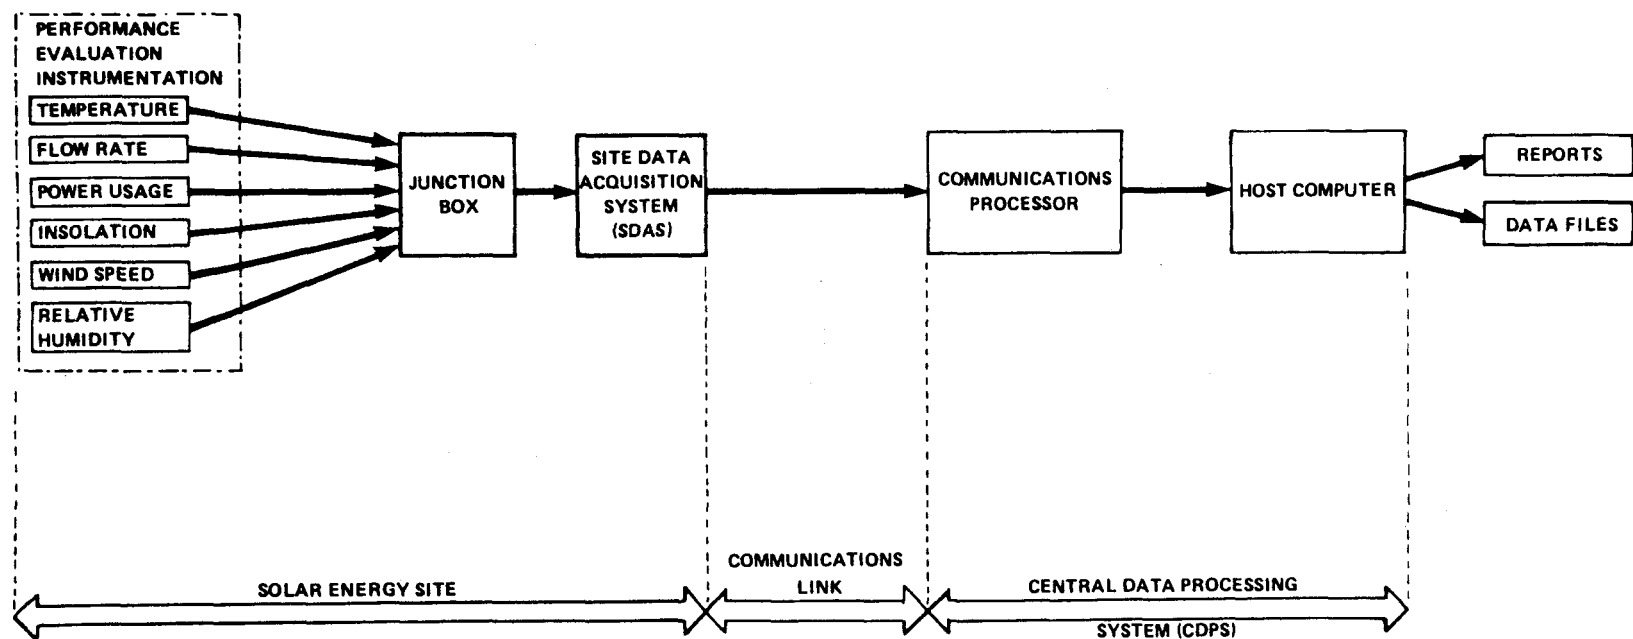 PERFORMANCE
EVALUATION
INSTRUMENTATION
TEMPERATURE
FLOW RATE
POWER USAGE
INSOLATION
WIND SPEED
RELATIVE
HUMIDITY
JUNCTION
BOX
SITE DATA
ACQUISITION
SYSTEM
(SDAS)
COMMUNICATIONS
PROCESSOR
HOST COMPUTER
REPORTS
DATA FILES
SOLAR ENERGY SITE
COMMUNICATIONS
LINK
CENTRAL DATA PROCESSING
SYSTEM (CDPS)